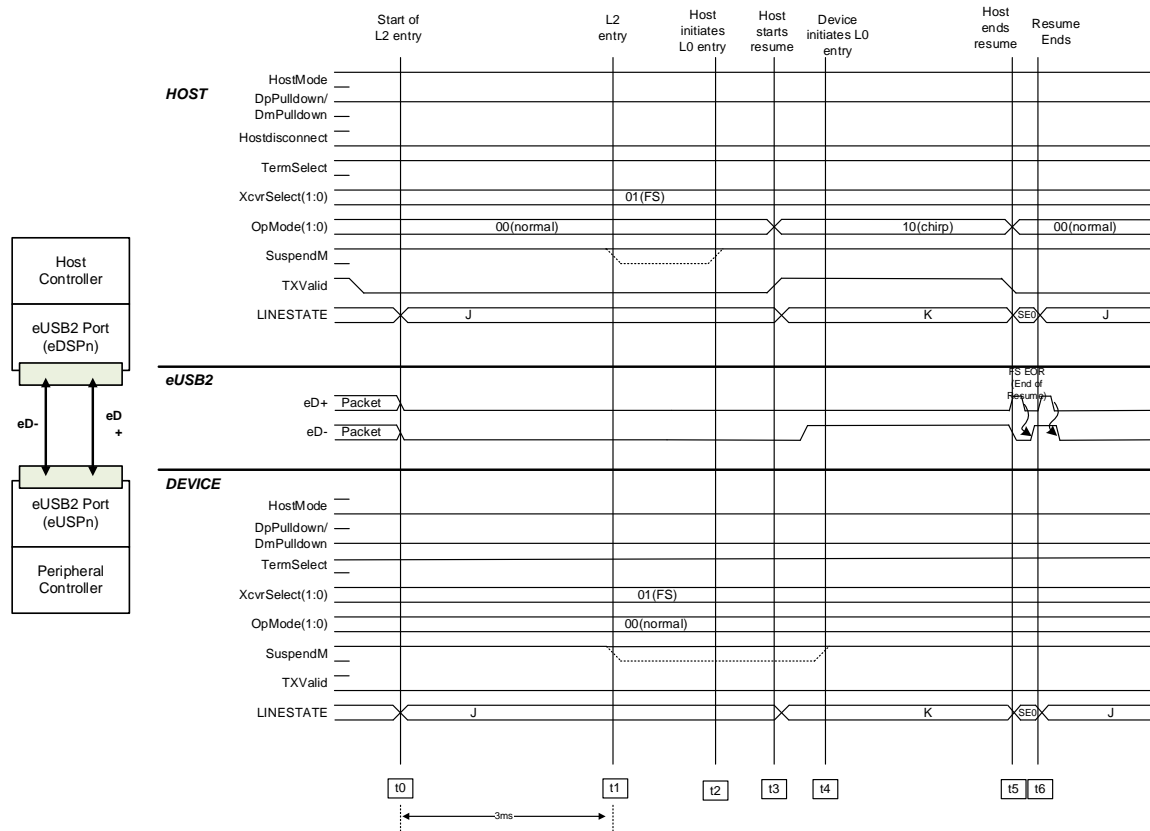 Start of
L2 entry
L2
entry
Host
initiates
L0 entry
Host
starts
resume
Device
initiates L0
entry
Host
ends
resume
Resume
Ends
HOST
HostMode
DpPulldown/
DmPulldown
Hostdisconnect
TermSelect
XcvrSelect(1:0)
01(FS)
OpMode(1:0)
00(normal)
10(chirp)
00(normal)
SuspendM
TXValid
LINESTATE
J
K
SE0
J
Host
Controller
eUSB2 Port
(eDSPn)
eD-
eD
+
eUSB2 Port
(eUSPn)
Peripheral
Controller
eUSB2
FS EOR
(End of
Resume)
eD+
Packet
eD-
Packet
DEVICE
HostMode
DpPulldown/
DmPulldown
TermSelect
XcvrSelect(1:0)
01(FS)
OpMode(1:0)
00(normal)
SuspendM
TXValid
LINESTATE
J
K
SE0
J
t0
t1
t2
t3
t4
t5
t6
3ms